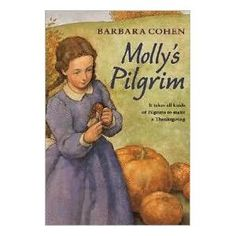 BARBARA COHEN
Molly's
Pilgrim
It takes all kinds
of Pilgrims to make
a Thanksgiving